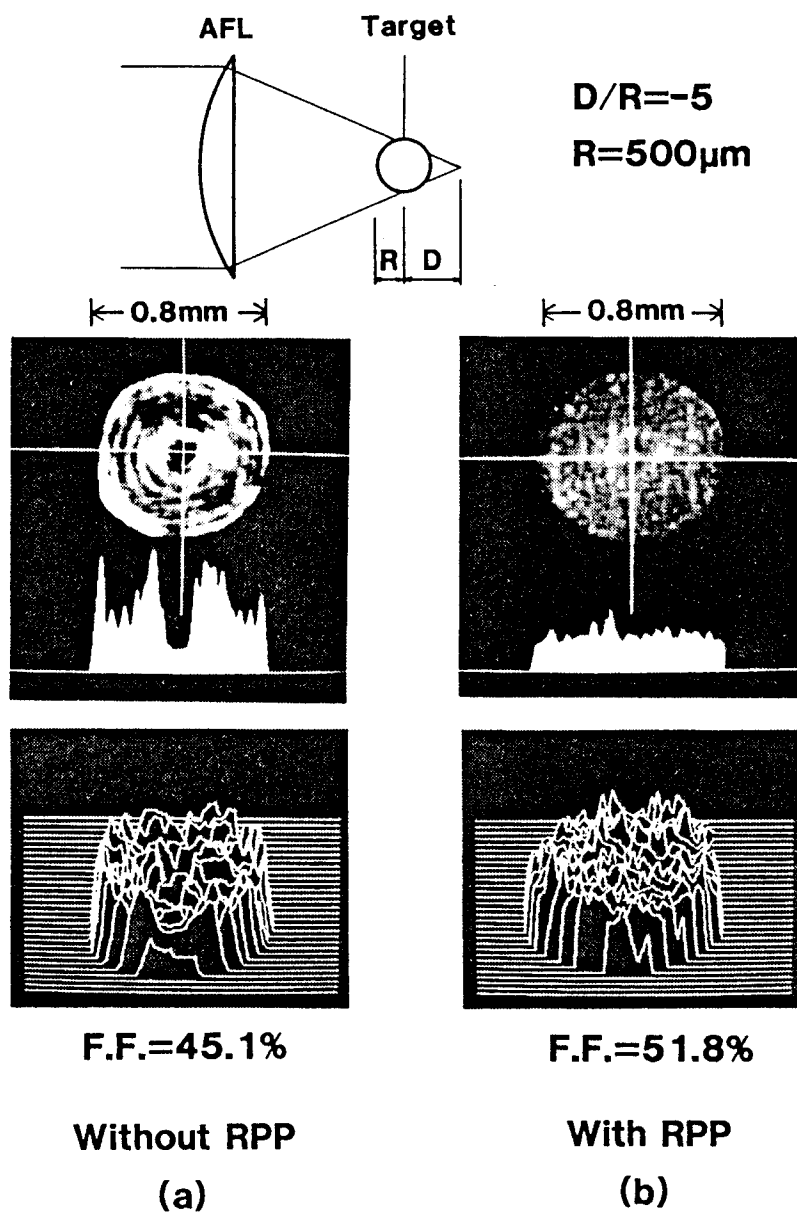 AFL Target
D/R=-5
R=500μm
R D
0.8mm 0.8mm
F.F.=45.1% F.F.=51.8%
Without RPP With RPP
(a) (b)